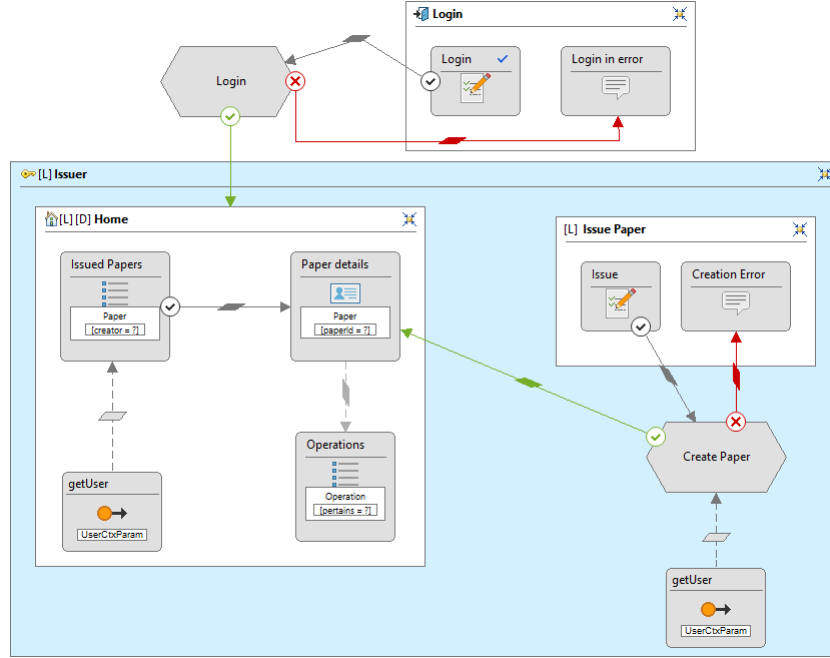 Login
Login
Login
Login in error
[L] Issuer
[L] [D] Home
[L] Issue Paper
Issued Papers
Paper
[creator = ?]
Paper details
Paper
[paperId = ?]
Issue
Creation Error
Operations
Operation
[pertains = ?]
Create Paper
getUser
UserCtxParam
getUser
UserCtxParam